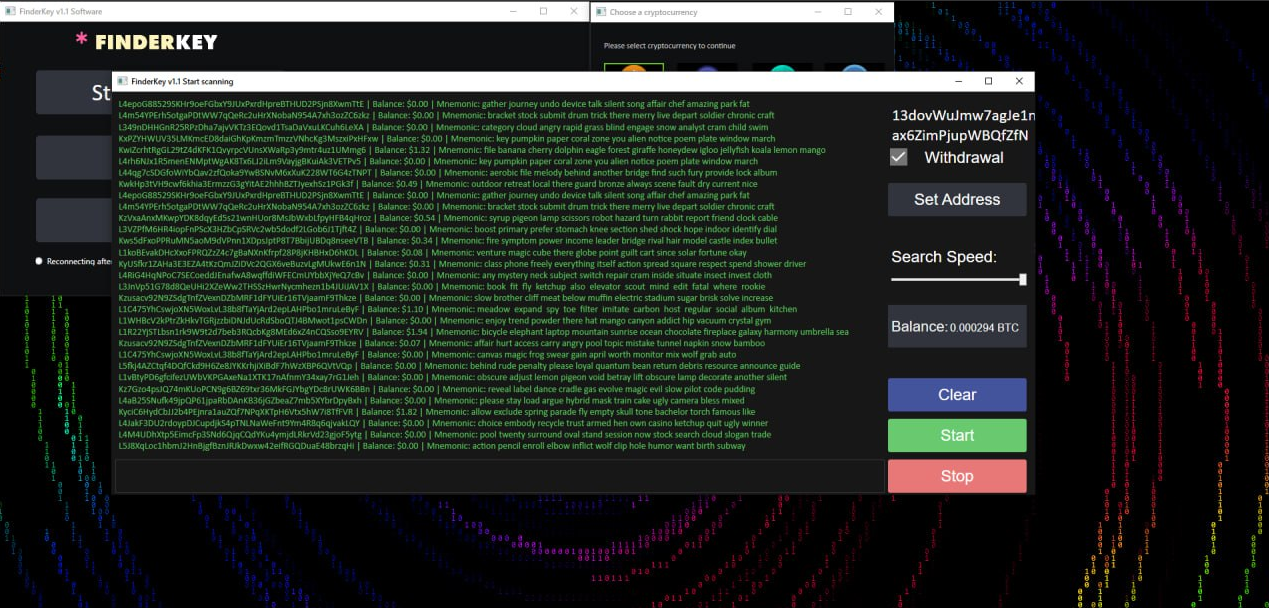 FinderKey v1.1 Software
Choose a cryptocurrency
* FINDERKEY
Please select cryptocurrency to continue
St
Reconnecting after
FinderKey v1.1 Start scanning
L4epoG88529SKHr9oeFGbxY9JUxPxrdHpreBTHUD2PSjn8XwmTtE | Balance: $0.00 | Mnemonic: gather journey undo device talk silent song affair chef amazing park fat
L4m54YPErh5otgaPDtWW7qQeRc2uHrXNobaN954A7xh3ozZC6zkz | Balance: $0.00 | Mnemonic: bracket stock submit drum trick there merry live depart soldier chronic craft
L349nDHHGnR25RPzDha7ajvVKTz3EQovd1TsaDaVxuLKCuh6LeXA | Balance: $0.00 | Mnemonic: category cloud angry rapid grass blind engage snow analyst cram child swim
KxPZYHWUV35LMKmcED8daiGhKpKmzmTmzzVNhcKg3MszxiPxHFxw | Balance: $0.00 | Mnemonic: key pumpkin paper coral zone you alien notice poem plate window march
KwiZcrhtRgGL29tZ4dKFK1QvyrpcVUnsXWaRp3y9mtr4uz1UMmg6 | Balance: $1.32 | Mnemonic: file banana cherry dolphin eagle forest giraffe honeydew igloo jellyfish koala lemon mango
L4rh6NJx1R5menENMptWgAK8Tx6LJ2iLm9VayjgBKuiAk3VETPv5 | Balance: $0.00 | Mnemonic: key pumpkin paper coral zone you alien notice poem plate window march
L44qg7cSDGfoWiYbQav2zfQoka9YwBSNvM6xXuK228WT6G4zTNPT | Balance: $0.00 | Mnemonic: aerobic file melody behind another bridge find such fury provide lock album
KwkHp3tVH9cwf6khia3ErmzzG3gYitAE2hhhBZTJyexhSz1PGk3f | Balance: $0.49 | Mnemonic: outdoor retreat local there guard bronze always scene fault dry current nice
L4epoG88529SKHr9oeFGbxY9JUxPxrdHpreBTHUD2PSjn8XwmTtE | Balance: $0.00 | Mnemonic: gather journey undo device talk silent song affair chef amazing park fat
L4m54YPErh5otgaPDtWW7qQeRc2uHrXNobaN954A7xh3ozZC6zkz | Balance: $0.00 | Mnemonic: bracket stock submit drum trick there merry live depart soldier chronic craft
KzVxaAnxMKwpYDK8dqyEd5s21wnHUor8MsJbWxbLfpyHFB4qHroz | Balance: $0.54 | Mnemonic: syrup pigeon lamp scissors robot hazard turn rabbit report friend clock cable
L3VZPfM6HR4iopFnPScX3HZbCpSRVc2wb5dodf2LGob6J1Tjft4Z | Balance: $0.00 | Mnemonic: boost primary prefer stomach knee section shed shock hope indoor identify dial
Kws5dFxoPPRuMN5aoM9dVPnn1XDpsJptP8T7BbijUBDq8nseeVTB | Balance: $0.34 | Mnemonic: fire symptom power income leader bridge rival hair model castle index bullet
L1koBEvakDHcXxoFPRQZzZ4c7gBaNXnKfrpf28P8jKHBHxD6hKDL | Balance: $0.08 | Mnemonic: venture magic cube there globe point guilt cart since solar fortune okay
KyUSfkr1ZAHa3E3EZA4tKzQmJZiDVc2QGX6veBuzvLgMUkwE6n1N | Balance: $0.31 | Mnemonic: class phone freely everything itself action spread square respect spend shower driver
L4RiG4HqNPoC7SECoeddJEnafwA8wqffdiWFECmUYbbXjYeQ7cBv | Balance: $0.00 | Mnemonic: any mystery neck subject switch repair cram inside situate insect invest cloth
L3JnVp51G78d8QeUHi2XZeWw2THSSzHwrNycmhezn1b4JUiJAV1X | Balance: $0.00 | Mnemonic: book fit fly ketchup also elevator scout mind edit fatal where rookie
Kzusacv92N9ZSdgTnfZVexnDZbMRF1dFYUiEr16TVjaamF9Thkze | Balance: $0.00 | Mnemonic: slow brother cliff meat below muffin electric stadium sugar brisk solve increase
L1C475YhCswjoXN5WoxLvL38b8fTaYjArd2epLAHPbo1mruLeByF | Balance: $1.10 | Mnemonic: meadow expand spy toe filter imitate carbon host regular social album kitchen
L1WHBcV2kPtrZkHkvTGRjzzbiDNJdUcRdSboQTJ4BMwot1psCWDn | Balance: $0.00 | Mnemonic: enjoy trend powder there hat mango canyon addict hip vacuum crystal gym
L1R22YjSTLbsn1rk9W9t2d7beb3RQcbKg8MEd6xZ4nCQSso9EYRV | Balance: $1.94 | Mnemonic: bicycle elephant laptop mountain sunrise ocean chocolate fireplace galaxy harmony umbrella sea
Kzusacv92N9ZSdgTnfZVexnDZbMRF1dFYUiEr16TVjaamF9Thkze | Balance: $0.07 | Mnemonic: affair hurt access carry angry pool topic mistake tunnel napkin snow bamboo
L1C475YhCswjoXN5WoxLvL38b8fTaYjArd2epLAHPbo1mruLeByF | Balance: $0.00 | Mnemonic: canvas magic frog swear gain april worth monitor mix wolf grab auto
L5fkj4AZCtqf4DQfCkd9H6Ze8JYKKrhjXiBdF7hWzXBP6QVtVQp | Balance: $0.00 | Mnemonic: behind rude penalty please loyal quantum bean return debris resource announce guide
L1vBtyPD6gfcifezUWbVKPGAxeNa1XTK17nAfnmY34xay7rG1Jeh | Balance: $0.00 | Mnemonic: obscure adjust lemon pigeon void betray lift obscure lamp decorate another silent
Kz7Gzo4psJQ74mKUoPCN9p6BZ69Txr36MkFGJYbgYDcBrUWK6BBn | Balance: $0.00 | Mnemonic: reveal label dance cradle gas evolve magic evil slow pilot code pudding
L4aB25SNufk49jpQP61jpaRbDAnKB36jGZbeaZ7mb5XYbrDpyBxh | Balance: $0.00 | Mnemonic: please stay load argue hybrid mask train cake ugly camera bless mixed
KyciC6HydCbJJ2b4PEjnra1auZQf7NPqXKTpH6Vtx5hW7i8TfFVR | Balance: $1.82 | Mnemonic: allow exclude spring parade fly empty skull tone bachelor torch famous like
L4JakF3DU2rdoypDJCupdjkS4pTNLNaWeFnt9Ym4R8q6qjvakLQY | Balance: $0.00 | Mnemonic: choice embody recycle trust armed hen own casino ketchup quit ugly winner
L4M4UDhXtp5EimcFp3SNd6QjqCQdYKu4ymjdLRkrVd23gjoF5ytg | Balance: $0.00 | Mnemonic: pool twenty surround oval stand session now stock search cloud slogan trade
L5J8XqLoc1hbmJ2HnBjgfBznJRJkDwxw42eifRGQDuaE48brzqHi | Balance: $0.00 | Mnemonic: action pencil enroll elbow inflict wolf clip hole humor want birth subway
13dovWuJmw7agJe1n
ax6ZimPjupWBQfZfN
Withdrawal
Set Address
Search Speed:
Balance: 0.000294 BTC
Clear
Start
Stop